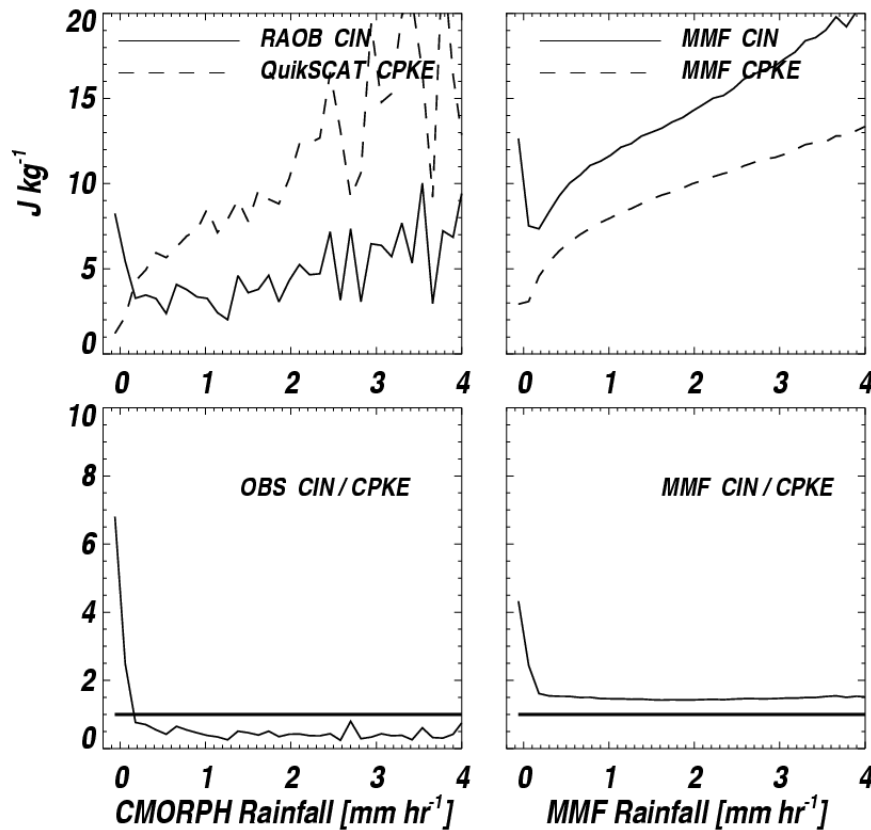 20
15
10
5
0
J kg-1
RAOB CIN
QuikSCAT CPKE
0 1 2 3 4
MMF CIN
MMF CPKE
0 1 2 3 4
10
8
6
4
2
0
OBS CIN / CPKE
0 1 2 3 4
CMORPH Rainfall [mm hr-1]
MMF CIN / CPKE
0 1 2 3 4
MMF Rainfall [mm hr-1]